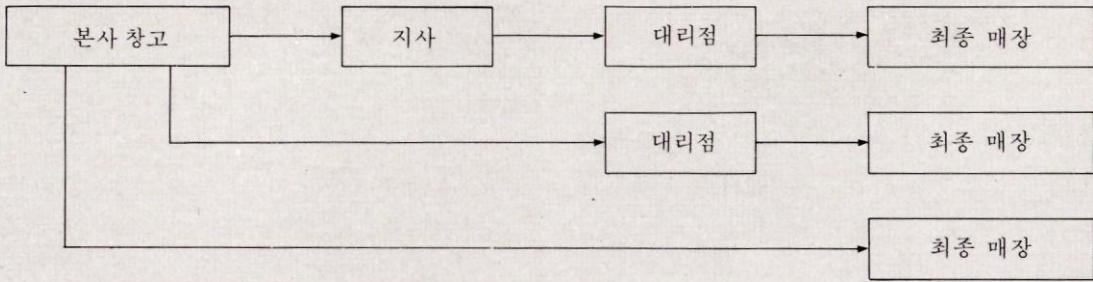 본사 창고 지사 대리점 최종 매장
대리점 최종 매장
최종 매장